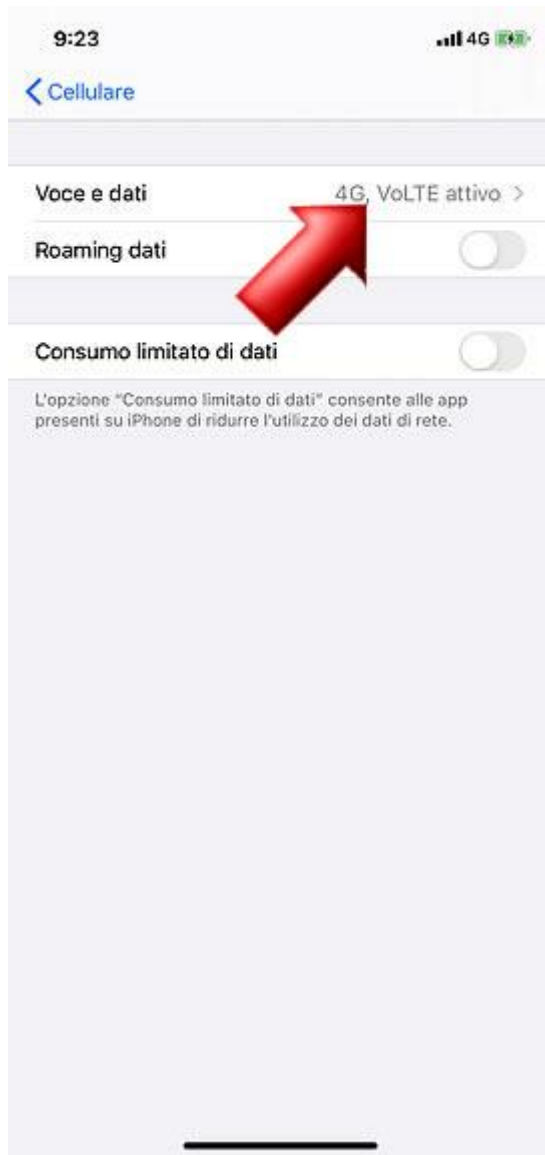 9:23 4G
Cellulare
Voce e dati 4G, VoLTE attivo
Roaming dati
Consumo limitato di dati
L'opzione "Consumo limitato di dati" consente alle app
presenti su iPhone di ridurre l'utilizzo dei dati di rete.